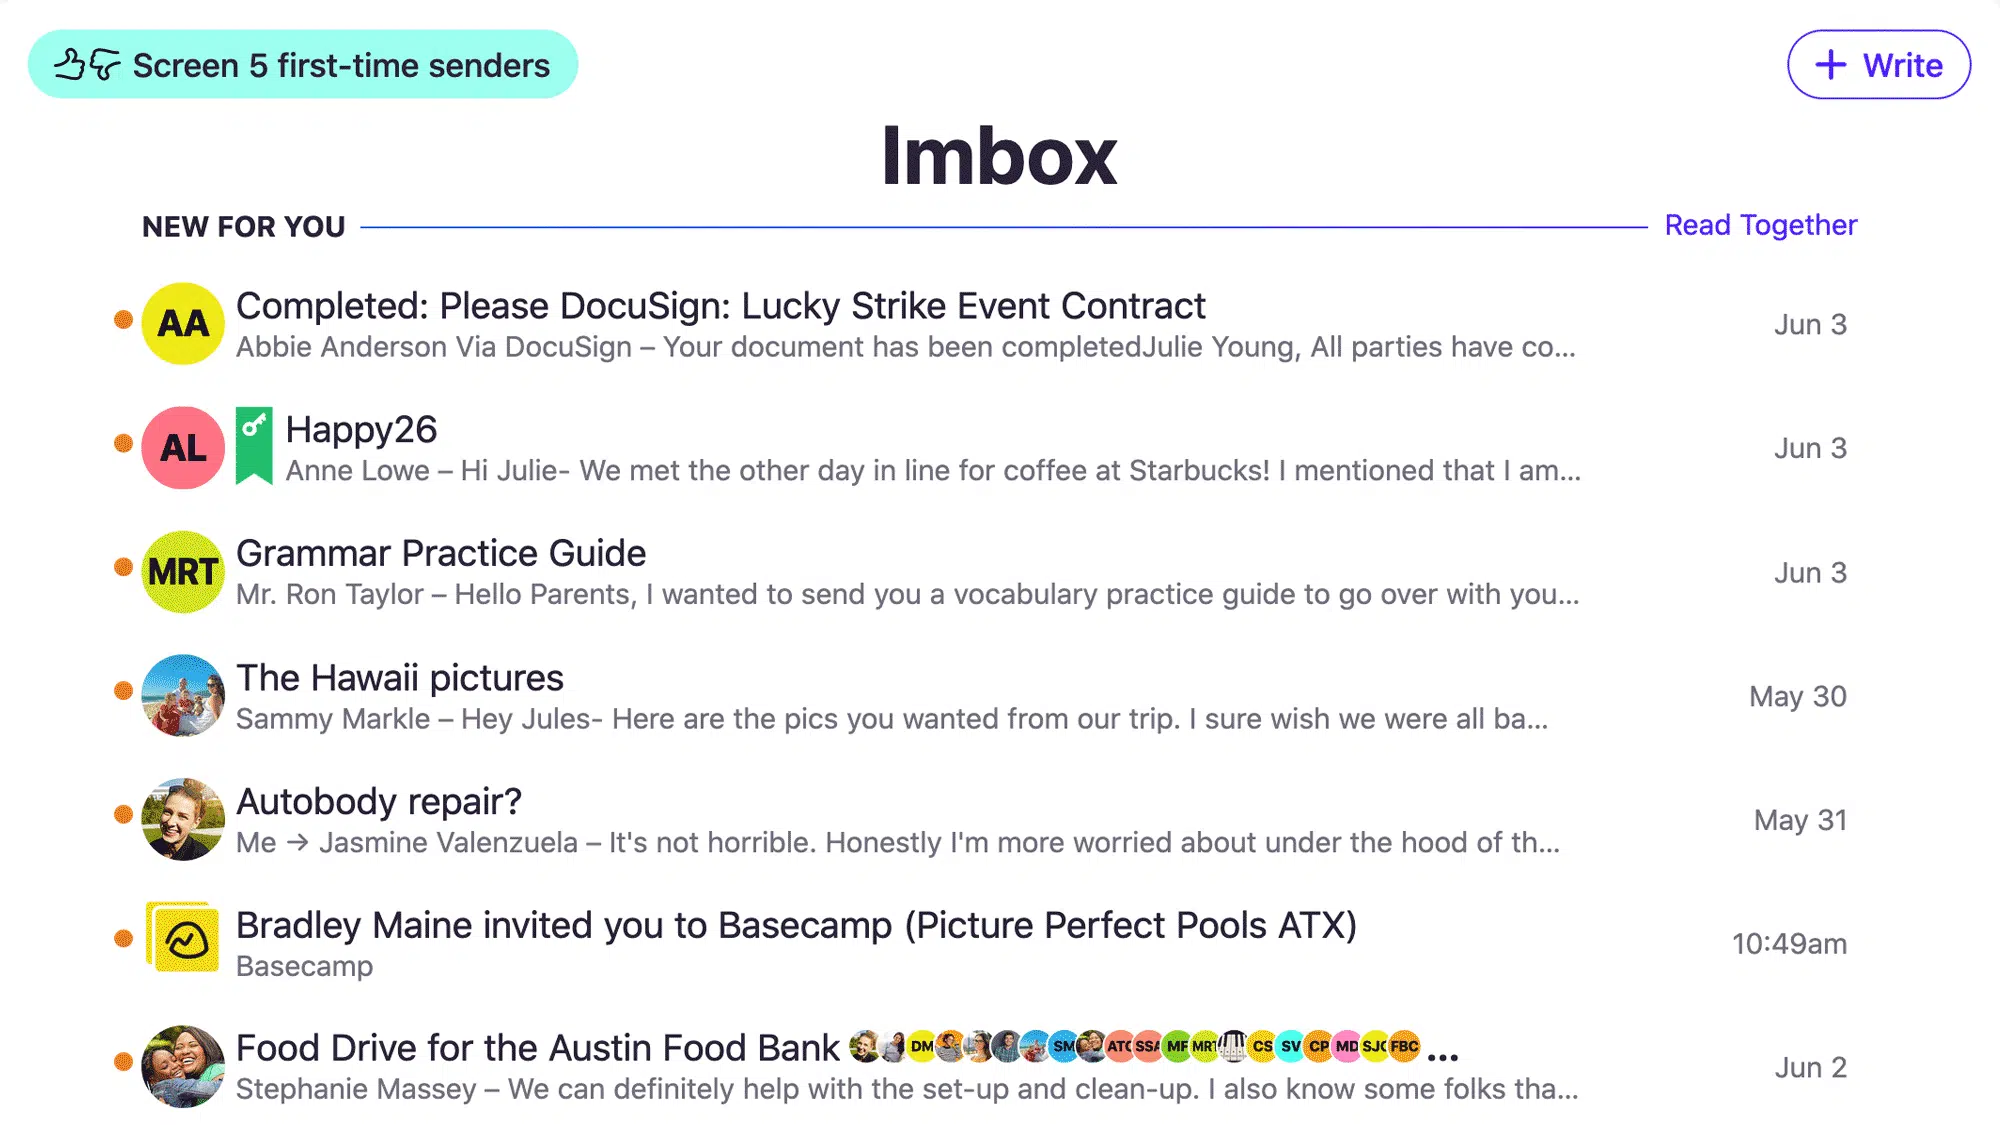 Screen 5 first-time senders
+ Write
Imbox
NEW FOR YOU
Read Together
AA
Completed: Please DocuSign: Lucky Strike Event Contract
Abbie Anderson Via DocuSign – Your document has been completedJulie Young, All parties have co...
Jun 3
AL
Happy26
Anne Lowe – Hi Julie- We met the other day in line for coffee at Starbucks! I mentioned that I am...
Jun 3
MRT
Grammar Practice Guide
Mr. Ron Taylor – Hello Parents, I wanted to send you a vocabulary practice guide to go over with you...
Jun 3
The Hawaii pictures
Sammy Markle – Hey Jules- Here are the pics you wanted from our trip. I sure wish we were all ba...
May 30
Autobody repair?
Me → Jasmine Valenzuela – It's not horrible. Honestly I'm more worried about under the hood of th...
May 31
Bradley Maine invited you to Basecamp (Picture Perfect Pools ATX)
Basecamp
10:49am
Food Drive for the Austin Food Bank DM SM ATC SSA MF MRT CS SV CP MD SJC FBC ...
Stephanie Massey – We can definitely help with the set-up and clean-up. I also know some folks tha...
Jun 2